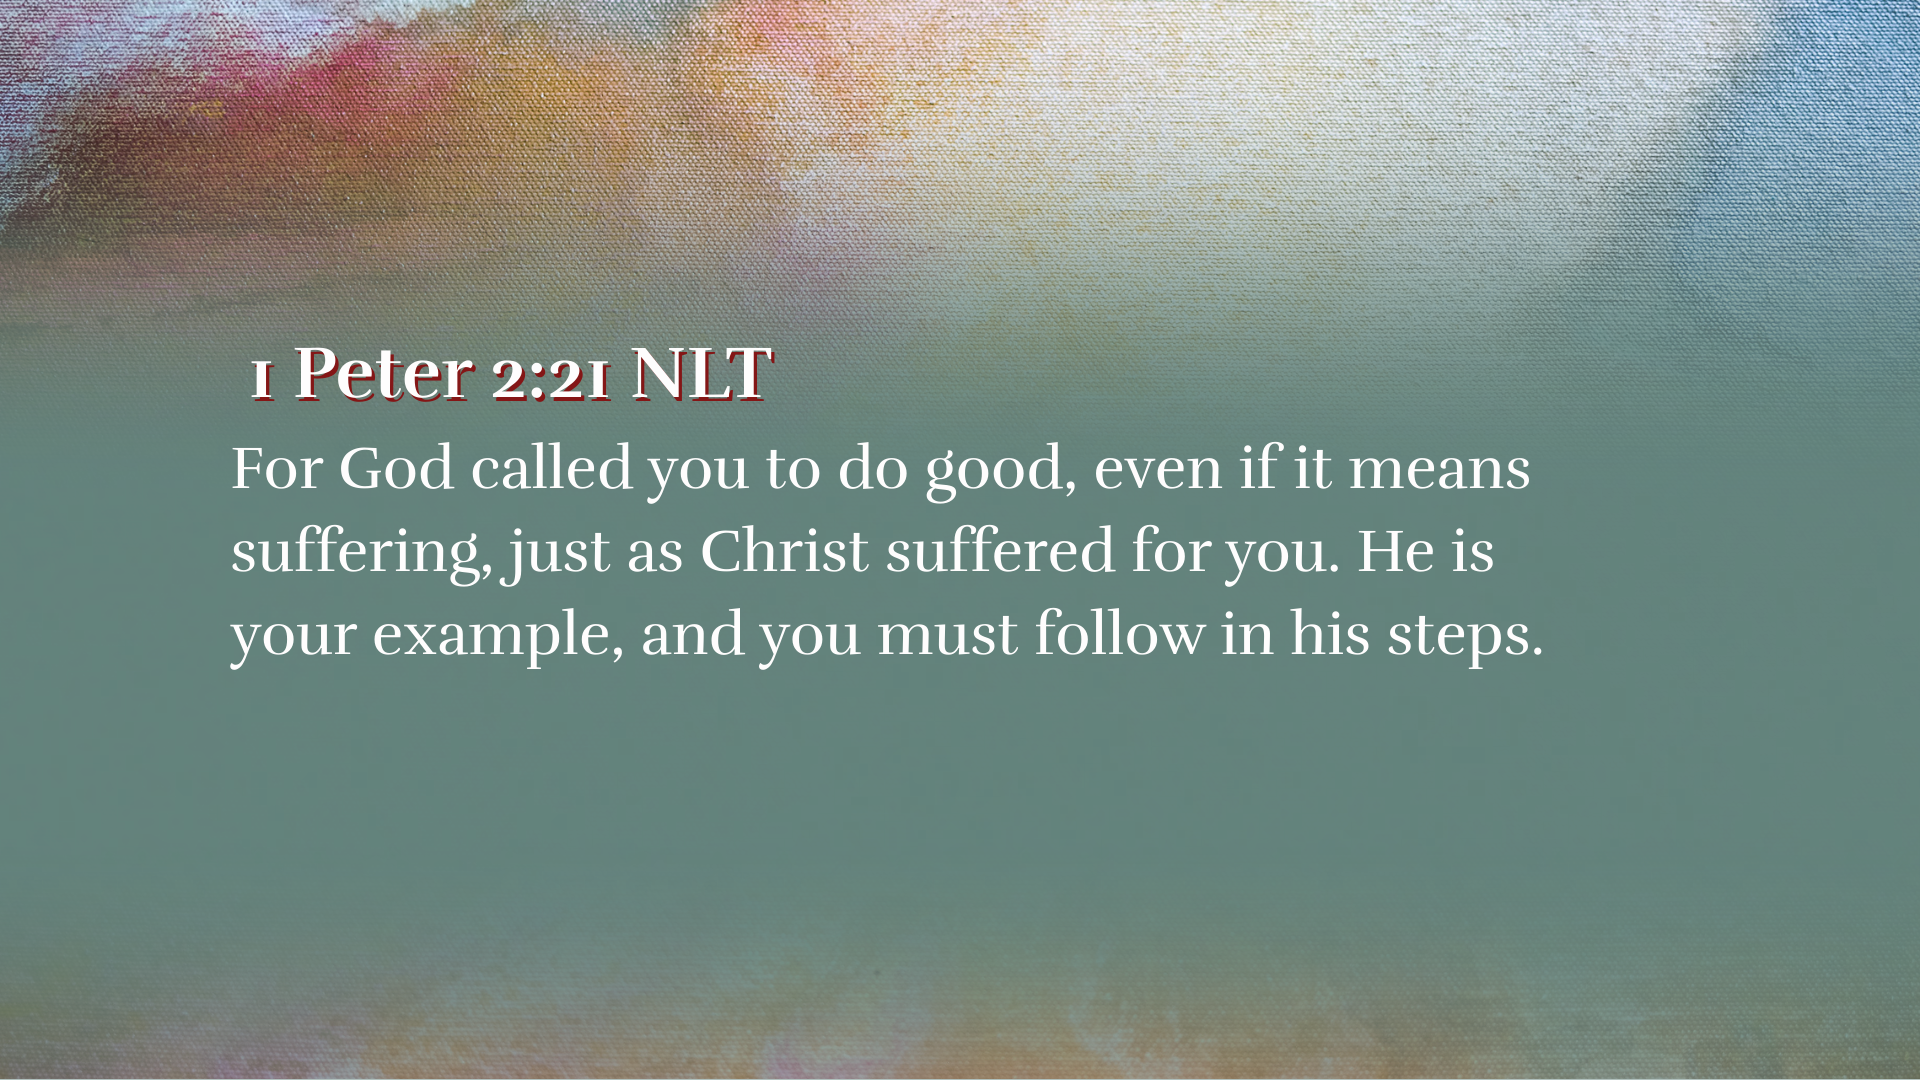 1 Peter 2:21 NLT
For God called you to do good, even if it means
suffering, just as Christ suffered for you. He is
your example, and you must follow in his steps.